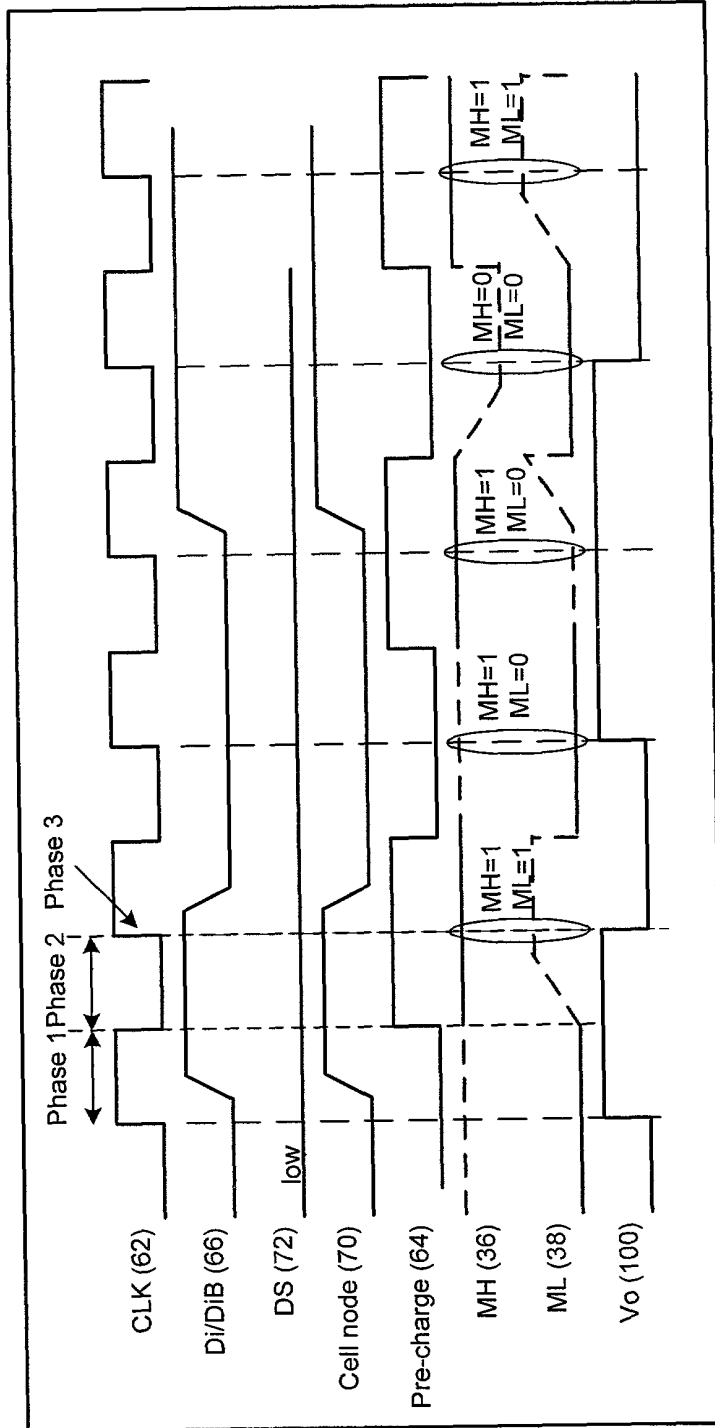 Phase 1
Phase 2
Phase 3
CLK (62)
Di/DiB (66)
DS (72)
low
Cell node (70)
Pre-charge (64)
MH (36)
ML (38)
MH=1
ML=1
MH=1
ML=0
MH=1
ML=0
MH=0
ML=0
MH=1
ML=1
Vo (100)